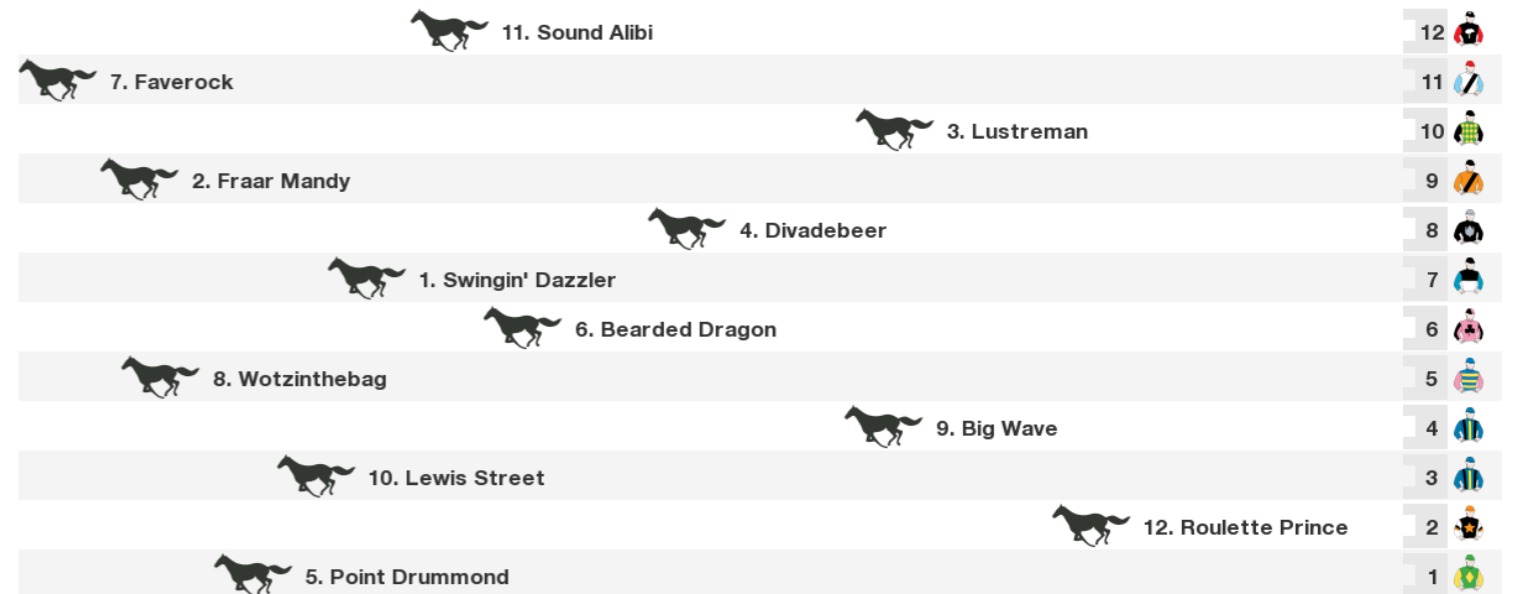 11. Sound Alibi 12
7. Faverock 11
3. Lustreman 10
2. Fraar Mandy 9
4. Divadebeer 8
1. Swingin' Dazzler 7
6. Bearded Dragon 6
8. Wotzinthebag 5
9. Big Wave 4
10. Lewis Street 3
12. Roulette Prince 2
5. Point Drummond 1